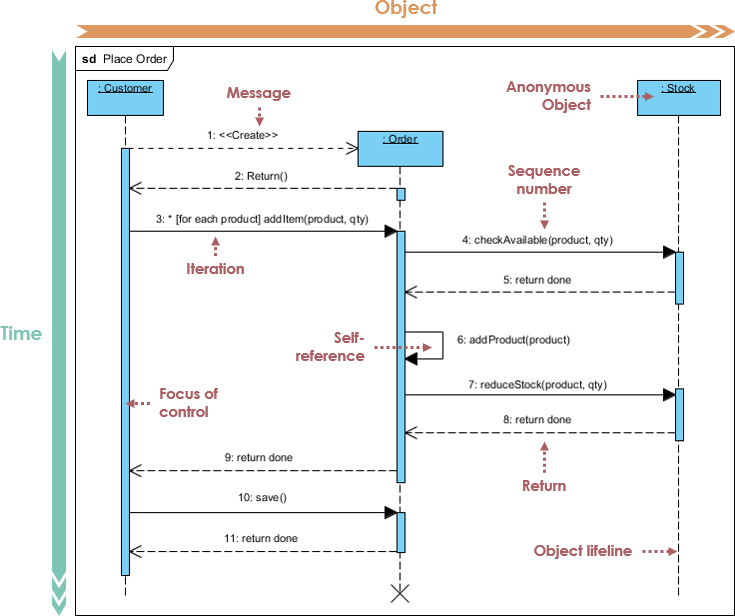 Object
sd Place Order
: Customer
Message
Anonymous
Object
: Stock
1: <<Create>>
: Order
2: Return()
Sequence
number
3: * [for each product] addItem(product, qty)
4: checkAvailable(product, qty)
Iteration
5: return done
Time
Self-
reference
6: addProduct(product)
7: reduceStock(product, qty)
Focus of
control
8: return done
9: return done
Return
10: save()
11: return done
Object lifeline